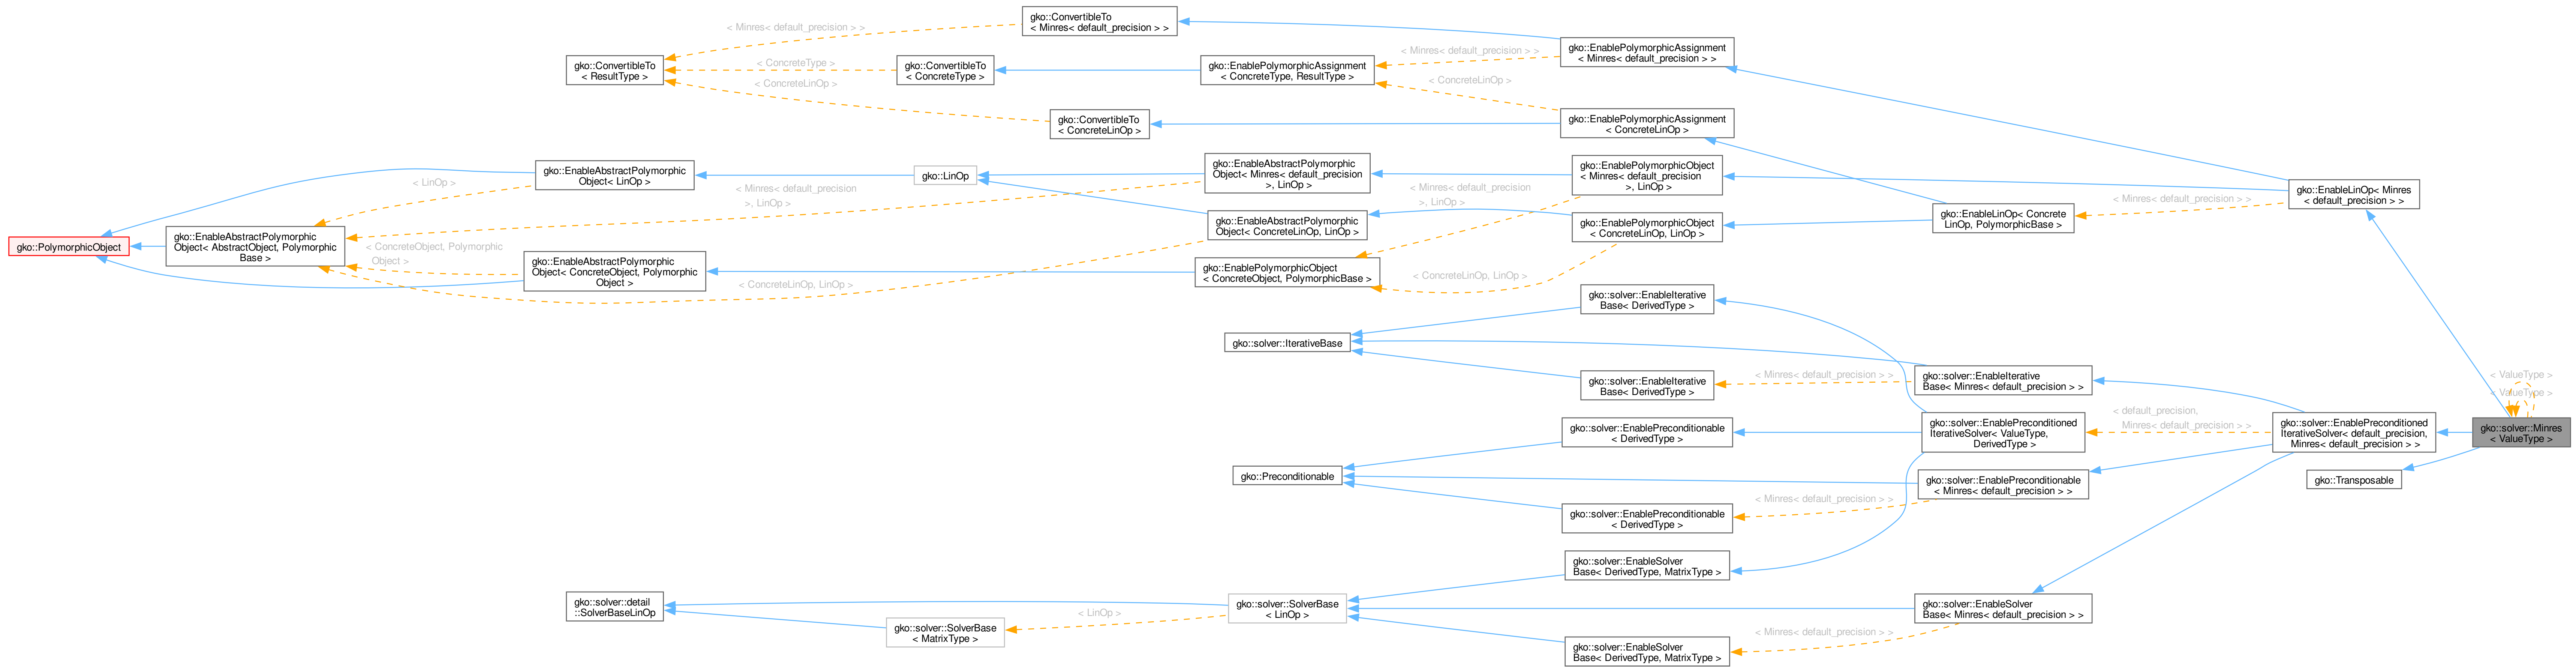 gko::ConvertibleTo
< Minres< default_precision > >
< Minres< default_precision > >
gko::EnablePolymorphicAssignment
< Minres< default_precision > >
< Minres< default_precision > >
gko::ConvertibleTo
< ResultType >
< ConcreteType >
gko::ConvertibleTo
< ConcreteType >
gko::EnablePolymorphicAssignment
< ConcreteType, ResultType >
< ConcreteLinOp >
< ConcreteLinOp >
gko::ConvertibleTo
< ConcreteLinOp >
gko::EnablePolymorphicAssignment
< ConcreteLinOp >
gko::EnableAbstractPolymorphic
Object< LinOp >
gko::LinOp
gko::EnableAbstractPolymorphic
Object< Minres< default_precision
>, LinOp >
gko::EnablePolymorphicObject
< Minres< default_precision
>, LinOp >
< LinOp >
< Minres< default_precision
>, LinOp >
< Minres< default_precision
>, LinOp >
< Minres< default_precision > >
gko::EnableLinOp< Minres
< default_precision > >
gko::PolymorphicObject
gko::EnableAbstractPolymorphic
Object< AbstractObject, Polymorphic
Base >
gko::EnableAbstractPolymorphic
Object< ConcreteLinOp, LinOp >
gko::EnablePolymorphicObject
< ConcreteLinOp, LinOp >
gko::EnableLinOp< Concrete
LinOp, PolymorphicBase >
< ConcreteObject, Polymorphic
Object >
gko::EnableAbstractPolymorphic
Object< ConcreteObject, Polymorphic
Object >
< ConcreteLinOp, LinOp >
gko::EnablePolymorphicObject
< ConcreteObject, PolymorphicBase >
< ConcreteLinOp, LinOp >
gko::solver::EnableIterative
Base< DerivedType >
gko::solver::IterativeBase
gko::solver::EnableIterative
Base< DerivedType >
< Minres< default_precision > >
gko::solver::EnableIterative
Base< Minres< default_precision > >
< ValueType >
< ValueType >
gko::solver::EnablePreconditionable
< DerivedType >
gko::solver::EnablePreconditioned
IterativeSolver< ValueType,
DerivedType >
< default_precision,
Minres< default_precision > >
gko::solver::EnablePreconditioned
IterativeSolver< default_precision,
Minres< default_precision > >
gko::solver::Minres
< ValueType >
gko::Preconditionable
gko::solver::EnablePreconditionable
< Minres< default_precision > >
gko::Transposable
< Minres< default_precision > >
gko::solver::EnablePreconditionable
< DerivedType >
gko::solver::EnableSolver
Base< DerivedType, MatrixType >
gko::solver::detail
::SolverBaseLinOp
< LinOp >
gko::solver::SolverBase
< LinOp >
gko::solver::EnableSolver
Base< Minres< default_precision > >
gko::solver::SolverBase
< MatrixType >
< Minres< default_precision > >
gko::solver::EnableSolver
Base< DerivedType, MatrixType >